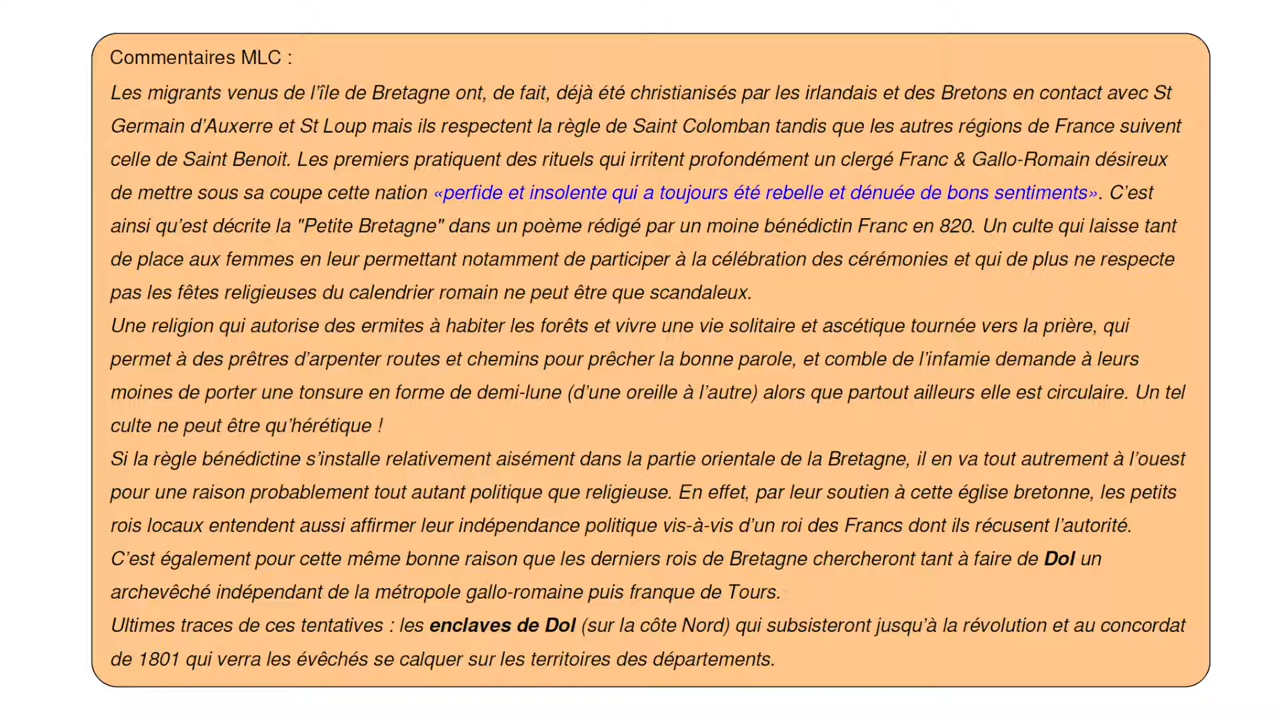 Commentaires MLC :
Les migrants venus de l’île de Bretagne ont, de fait, déjà été christianisés par les irlandais et des Bretons en contact avec St
Germain d’Auxerre et St Loup mais ils respectent la règle de Saint Colomban tandis que les autres régions de France suivent
celle de Saint Benoit. Les premiers pratiquent des rituels qui irritent profondément un clergé Franc & Gallo-Romain désireux
de mettre sous sa coupe cette nation «perfide et insolente qui a toujours été rebelle et dénuée de bons sentiments». C’est
ainsi qu’est décrite la "Petite Bretagne" dans un poème rédigé par un moine bénédictin Franc en 820. Un culte qui laisse tant
de place aux femmes en leur permettant notamment de participer à la célébration des cérémonies et qui de plus ne respecte
pas les fêtes religieuses du calendrier romain ne peut être que scandaleux.
Une religion qui autorise des ermites à habiter les forêts et vivre une vie solitaire et ascétique tournée vers la prière, qui
permet à des prêtres d’arpenter routes et chemins pour prêcher la bonne parole, et comble de l’infamie demande à leurs
moines de porter une tonsure en forme de demi-lune (d’une oreille à l’autre) alors que partout ailleurs elle est circulaire. Un tel
culte ne peut être qu’hérétique !
Si la règle bénédictine s’installe relativement aisément dans la partie orientale de la Bretagne, il en va tout autrement à l’ouest
pour une raison probablement tout autant politique que religieuse. En effet, par leur soutien à cette église bretonne, les petits
rois locaux entendent aussi affirmer leur indépendance politique vis-à-vis d’un roi des Francs dont ils récusent l’autorité.
C’est également pour cette même bonne raison que les derniers rois de Bretagne chercheront tant à faire de Dol un
archevêché indépendant de la métropole gallo-romaine puis franque de Tours.
Ultimes traces de ces tentatives : les enclaves de Dol (sur la côte Nord) qui subsisteront jusqu’à la révolution et au concordat
de 1801 qui verra les évêchés se calquer sur les territoires des départements.